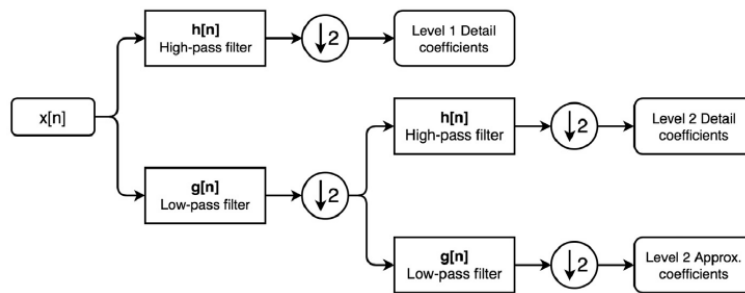 h[n]
High-pass filter
↓2
Level 1 Detail
coefficients
x[n]
h[n]
High-pass filter
↓2
Level 2 Detail
coefficients
g[n]
Low-pass filter
↓2
g[n]
Low-pass filter
↓2
Level 2 Approx.
coefficients